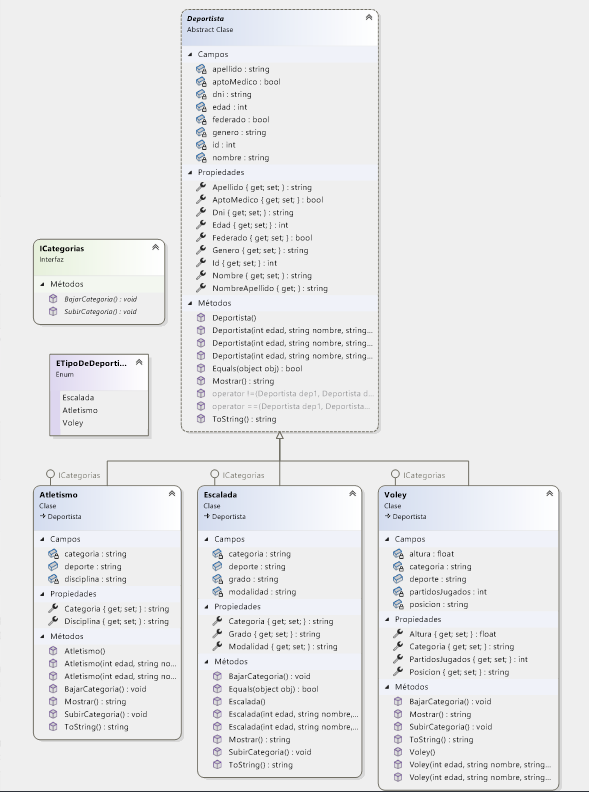 Deportista
Abstract Clase
Campos
apellido : string
aptoMedico : bool
dni : string
edad : int
federado : bool
genero : string
id : int
nombre : string
Propiedades
Apellido { get; set; } : string
AptoMedico { get; set; } : bool
Dni { get; set; } : string
Edad { get; set; } : int
Federado { get; set; } : bool
Genero { get; set; } : string
Id { get; set; } : int
Nombre { get; set; } : string
NombreApellido { get; } : string
Métodos
Deportista()
Deportista(int edad, string nombre, string...
Deportista(int edad, string nombre, string...
Deportista(int edad, string nombre, string...
Equals(object obj) : bool
Mostrar() : string
operator !=(Deportista dep1, Deportista d...
operator ==(Deportista dep1, Deportista...
ToString() : string
ICategorias
Interfaz
Métodos
BajarCategoria() : void
SubirCategoria() : void
ETipoDeDeporti...
Enum
Escalada
Atletismo
Voley
ICategorias
Atletismo
Clase
Deportista
Campos
categoria : string
deporte : string
disciplina : string
Propiedades
Categoria { get; set; } : string
Disciplina { get; set; } : string
Métodos
Atletismo()
Atletismo(int edad, string no...
Atletismo(int edad, string no...
BajarCategoria() : void
Mostrar() : string
SubirCategoria() : void
ToString() : string
ICategorias
Escalada
Clase
Deportista
Campos
categoria : string
deporte : string
grado : string
modalidad : string
Propiedades
Categoria { get; set; } : string
Grado { get; set; } : string
Modalidad { get; set; } : string
Métodos
BajarCategoria() : void
Equals(object obj) : bool
Escalada()
Escalada(int edad, string nombre,...
Escalada(int edad, string nombre,...
Mostrar() : string
SubirCategoria() : void
ToString() : string
ICategorias
Voley
Clase
Deportista
Campos
altura : float
categoria : string
deporte : string
partidosJugados : int
posicion : string
Propiedades
Altura { get; set; } : float
Categoria { get; set; } : string
PartidosJugados { get; set; } : int
Posicion { get; set; } : string
Métodos
BajarCategoria() : void
Mostrar() : string
SubirCategoria() : void
ToString() : string
Voley()
Voley(int edad, string nombre, string...
Voley(int edad, string nombre, string...